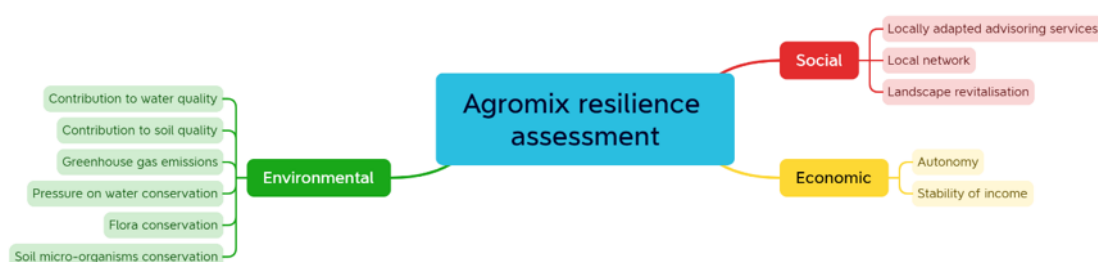 Agromix resilience
assessment
Social
Locally adapted advisoring services
Local network
Landscape revitalisation
Economic
Autonomy
Stability of income
Environmental
Contribution to water quality
Contribution to soil quality
Greenhouse gas emissions
Pressure on water conservation
Flora conservation
Soil micro-organisms conservation